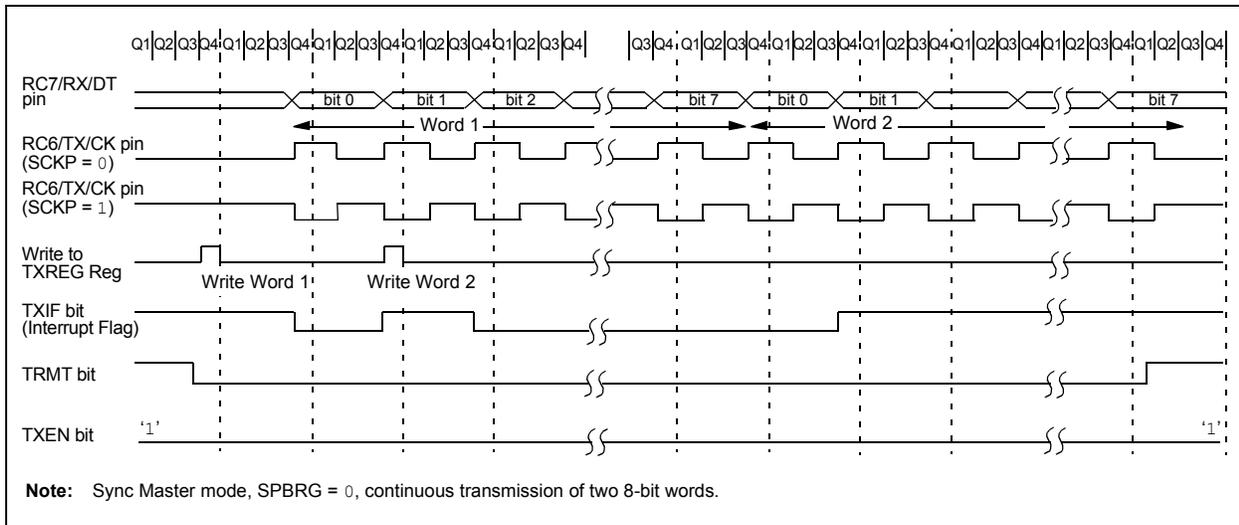 Q1 Q2 Q3 Q4 Q1 Q2 Q3 Q4 Q1 Q2 Q3 Q4 Q1 Q2 Q3 Q4 Q1 Q2 Q3 Q4 Q3 Q4 Q1 Q2 Q3 Q4 Q1 Q2 Q3 Q4 Q1 Q2 Q3 Q4 Q1 Q2 Q3 Q4 Q1 Q2 Q3 Q4 Q1 Q2 Q3 Q4
RC7/RX/DT
pin
bit 0 bit 1 bit 2 bit 7 bit 0 bit 1 bit 7
Word 1 Word 2
RC6/TX/CK pin
(SCKP = 0)
RC6/TX/CK pin
(SCKP = 1)
Write to
TXREG Reg
Write Word 1 Write Word 2
TXIF bit
(Interrupt Flag)
TRMT bit
TXEN bit
‘1’ ‘1’
Note: Sync Master mode, SPBRG = 0, continuous transmission of two 8-bit words.